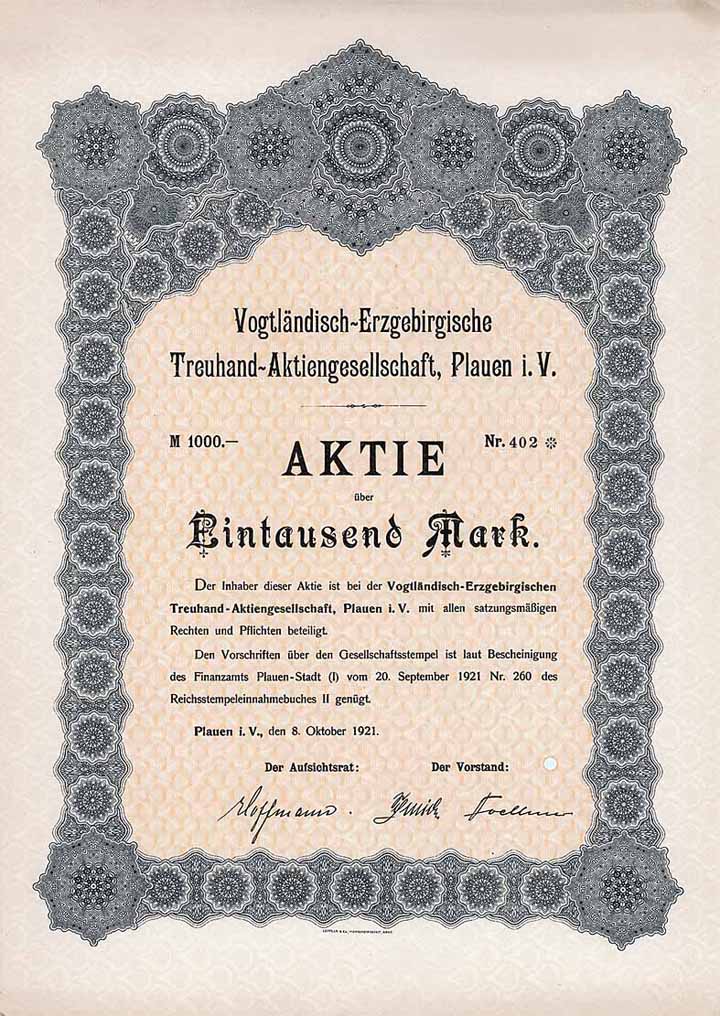 Vogtländisch-Erzgebirgische
Treuhand-Aktiengesellschaft, Plauen i. V.
M 1000.— Nr. 402
AKTIE
über
Eintausend Mark.
Der Inhaber dieser Aktie ist bei der Vogtländisch-Erzgebirgischen
Treuhand-Aktiengesellschaft, Plauen i. V. mit allen satzungsmäßigen
Rechten und Pflichten beteiligt.
Den Vorschriften über den Gesellschaftsstempel ist laut Bescheinigung
des Finanzamts Plauen-Stadt (I) vom 20. September 1921 Nr. 260 des
Reichsstempeleinnahmebuches II genügt.
Plauen i. V., den 8. Oktober 1921.
Der Aufsichtsrat: Der Vorstand:
Hoffmann.